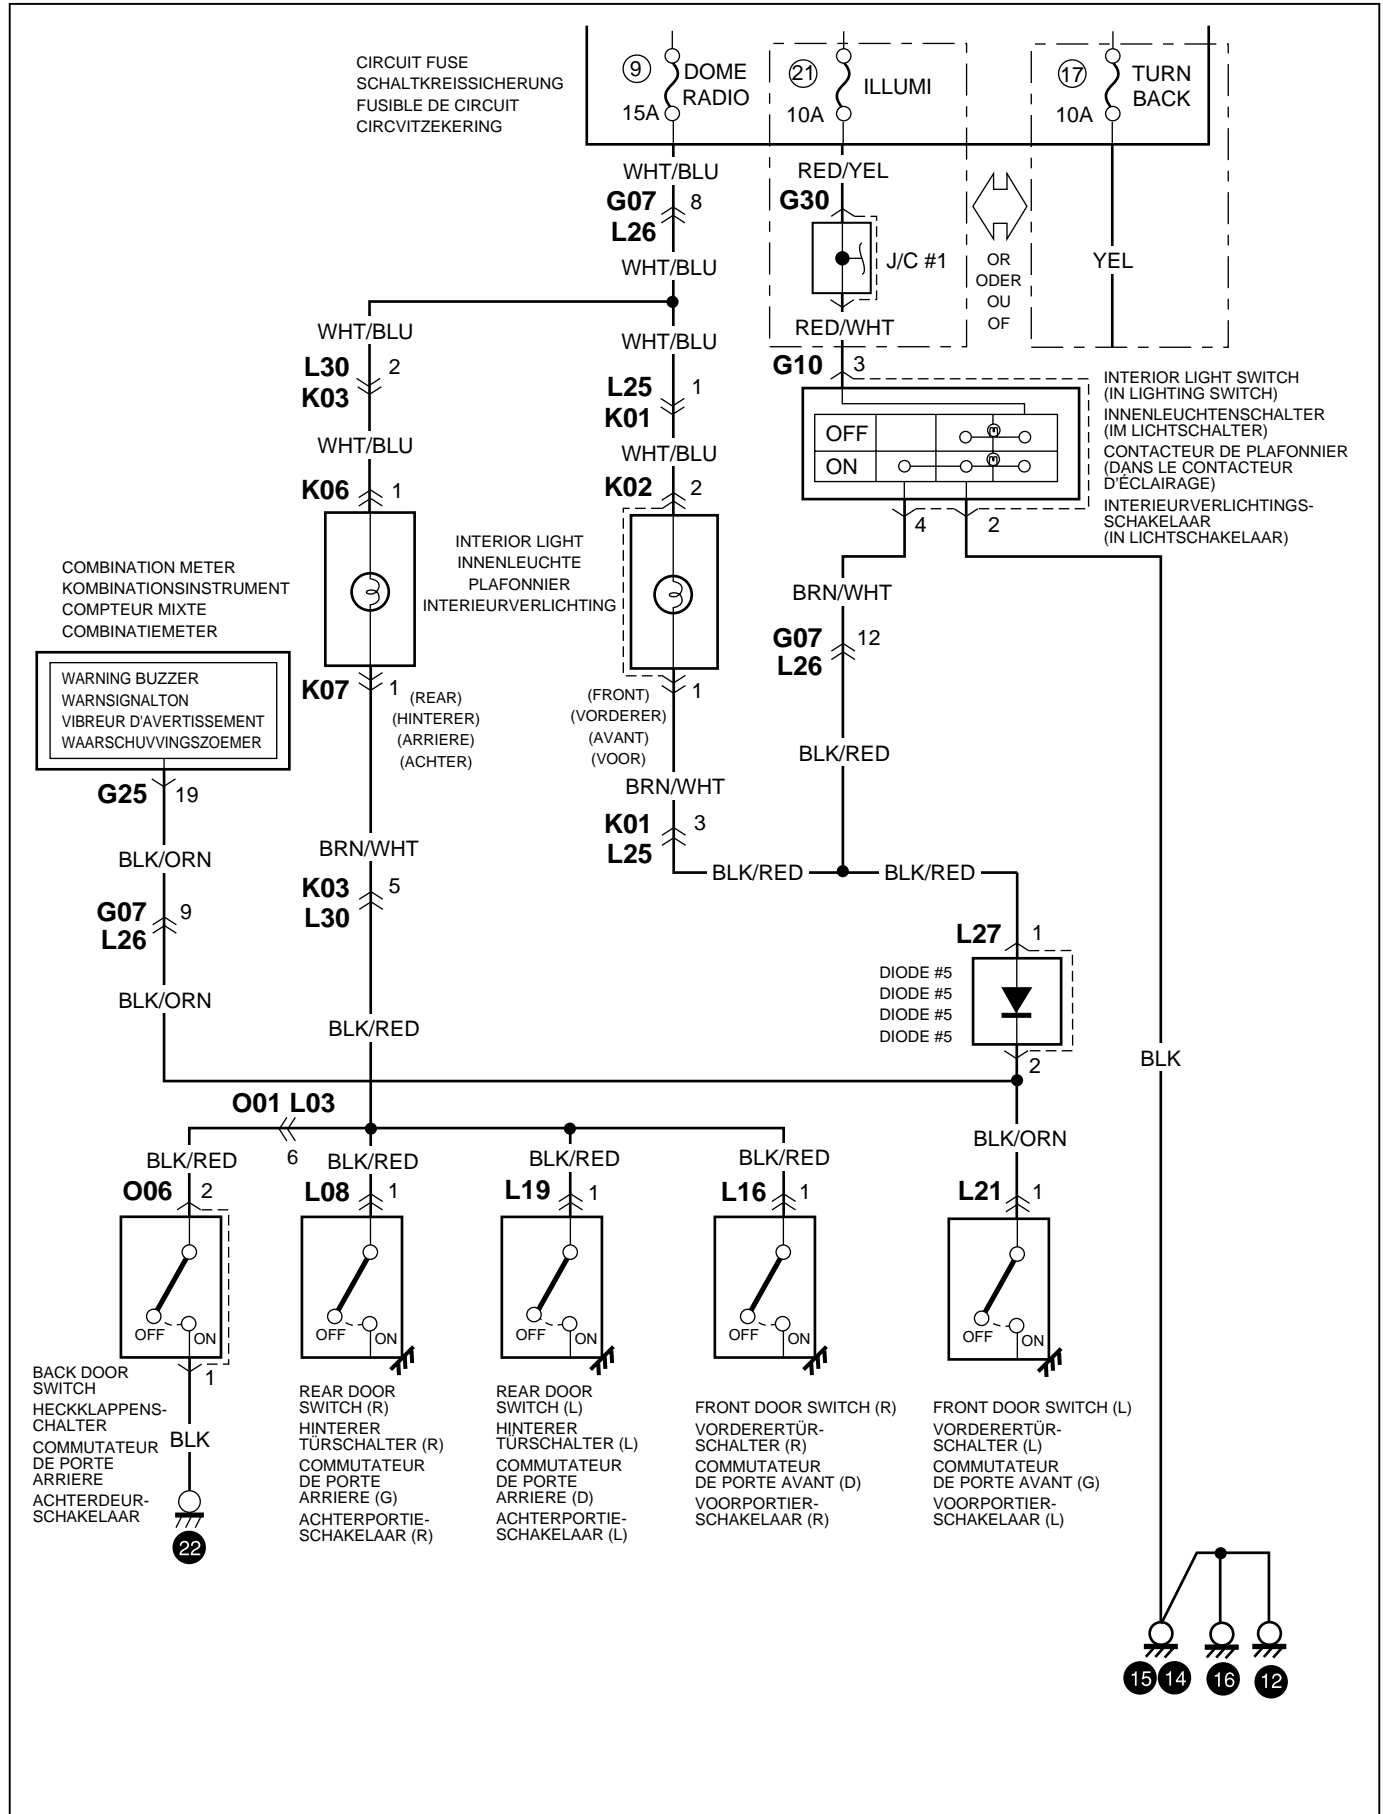 CIRCUIT FUSE
SCHALTKREISSICHERUNG
FUSIBLE DE CIRCUIT
CIRCVITZEKERING
9
DOME
RADIO
15A
21
ILLUMI
10A
17
TURN
BACK
10A
WHT/BLU
G07 8
L26
WHT/BLU
RED/YEL
G30
J/C #1
RED/WHT
OR
ODER
OU
OF
YEL
WHT/BLU
L30 2
K03
WHT/BLU
K06 1
WHT/BLU
L25 1
K01
WHT/BLU
K02 2
G10 3
OFF
ON
4
2
INTERIOR LIGHT SWITCH
(IN LIGHTING SWITCH)
INNENLEUCHTENSCHALTER
(IM LICHTSCHALTER)
CONTACTEUR DE PLAFONNIER
(DANS LE CONTACTEUR
D'ÉCLAIRAGE)
INTERIEURVERLICHTINGS-
SCHAKELAAR
(IN LICHTSCHAKELAAR)
INTERIOR LIGHT
INNENLEUCHTE
PLAFONNIER
INTERIEURVERLICHTING
COMBINATION METER
KOMBINATIONSINSTRUMENT
COMPTEUR MIXTE
COMBINATIEMETER
WARNING BUZZER
WARNSIGNALTON
VIBREUR D'AVERTISSEMENT
WAARSCHUVVINGSZOEMER
G25 19
BLK/ORN
G07 9
L26
BLK/ORN
K07 1
(REAR)
(HINTERER)
(ARRIERE)
(ACHTER)
BRN/WHT
K03 5
L30
BLK/RED
1
(FRONT)
(VORDERER)
(AVANT)
(VOOR)
BRN/WHT
K01 3
L25
BLK/RED
BRN/WHT
G07 12
L26
BLK/RED
BLK/RED
L27 1
DIODE #5
DIODE #5
DIODE #5
DIODE #5
2
BLK
BLK/ORN
O01 L03
6
BLK/RED
BLK/RED
BLK/RED
BLK/RED
O06 2
L08 1
L19 1
L16 1
L21 1
OFF ON
OFF ON
OFF ON
OFF ON
OFF ON
1
BACK DOOR
SWITCH
HECKKLAPPENS-
CHALTER
COMMUTATEUR
DE PORTE
ARRIERE
ACHTERDEUR-
SCHAKELAAR
BLK
22
REAR DOOR
SWITCH (R)
HINTERER
TÜRSCHALTER (R)
COMMUTATEUR
DE PORTE
ARRIERE (G)
ACHTERPORTIE-
SCHAKELAAR (R)
REAR DOOR
SWITCH (L)
HINTERER
TÜRSCHALTER (L)
COMMUTATEUR
DE PORTE
ARRIERE (D)
ACHTERPORTIE-
SCHAKELAAR (L)
FRONT DOOR SWITCH (R)
VORDERERTÜR-
SCHALTER (R)
COMMUTATEUR
DE PORTE AVANT (D)
VOORPORTIER-
SCHAKELAAR (R)
FRONT DOOR SWITCH (L)
VORDERERTÜR-
SCHALTER (L)
COMMUTATEUR
DE PORTE AVANT (G)
VOORPORTIER-
SCHAKELAAR (L)
15 14 16 12